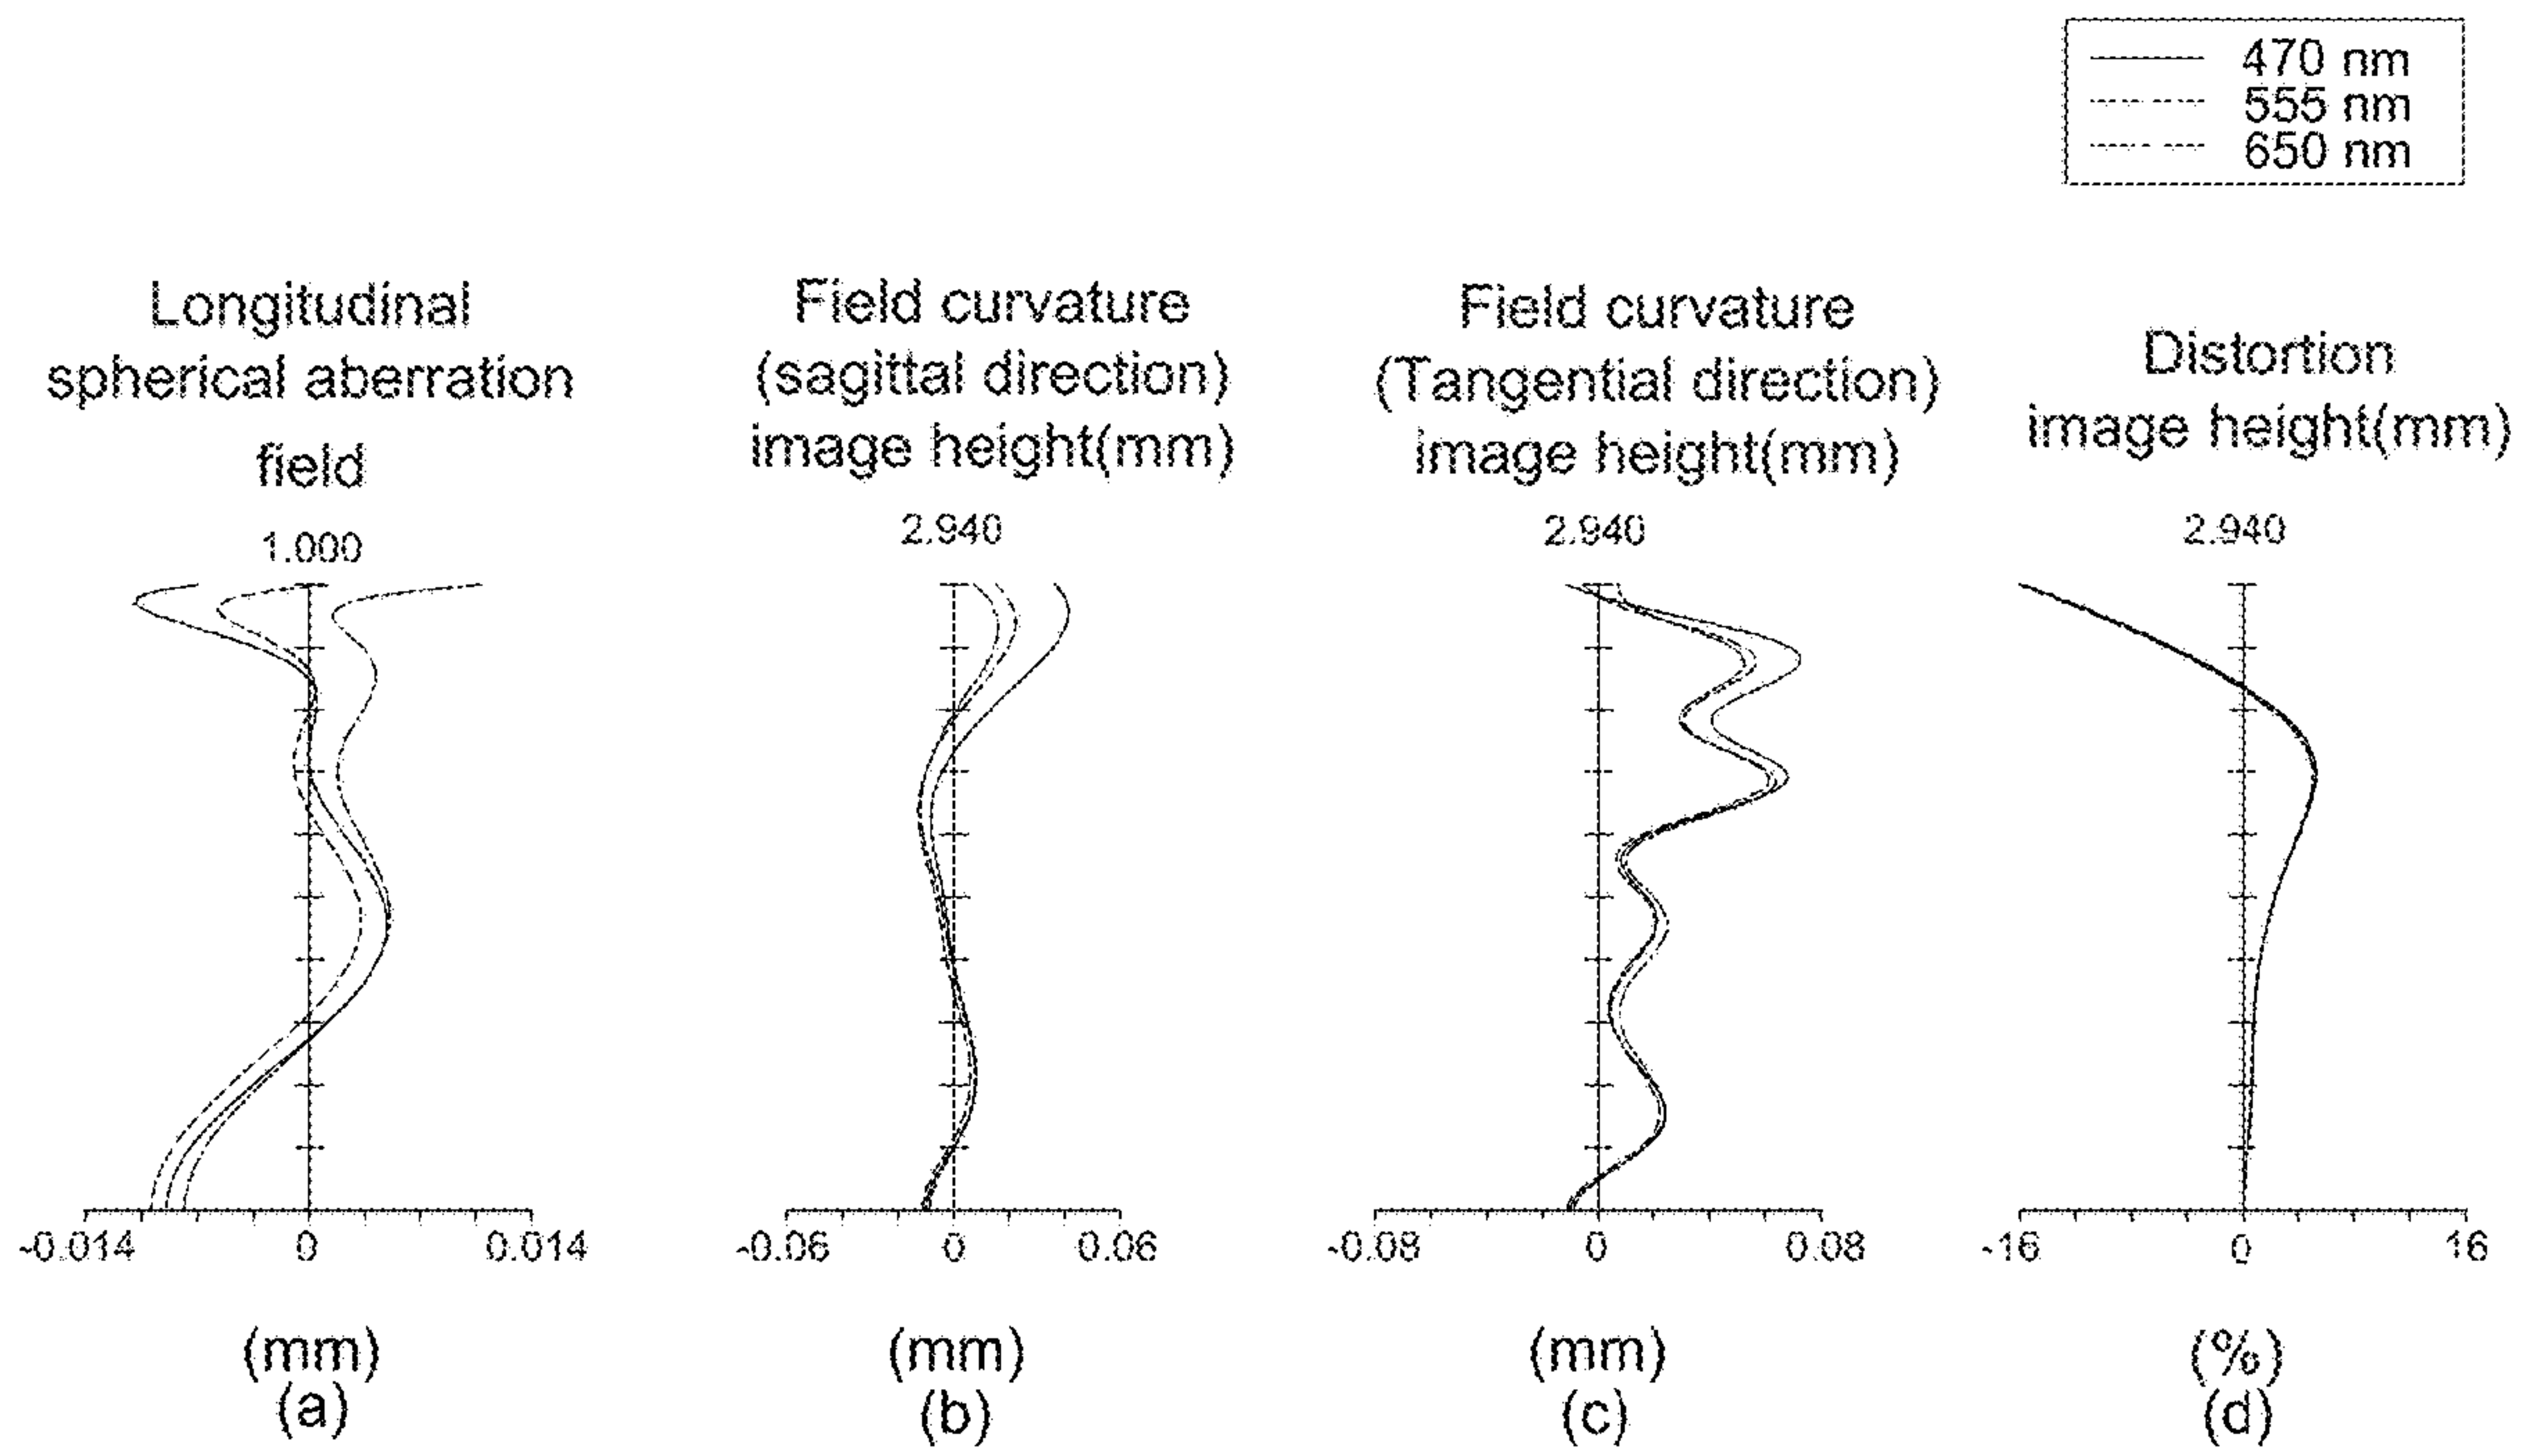 470 nm
555 nm
650 nm
Longitudinal
spherical aberration
field
1.000
Field curvature
(sagittal direction)
image height(mm)
2.940
Field curvature
(Tangential direction)
image height(mm)
2.940
Distortion
image height(mm)
2.940
-0.014 0 0.014
-0.06 0 0.06
-0.08 0 0.08
-16 0 16
(mm)
(a)
(mm)
(b)
(mm)
(c)
(%)
(d)